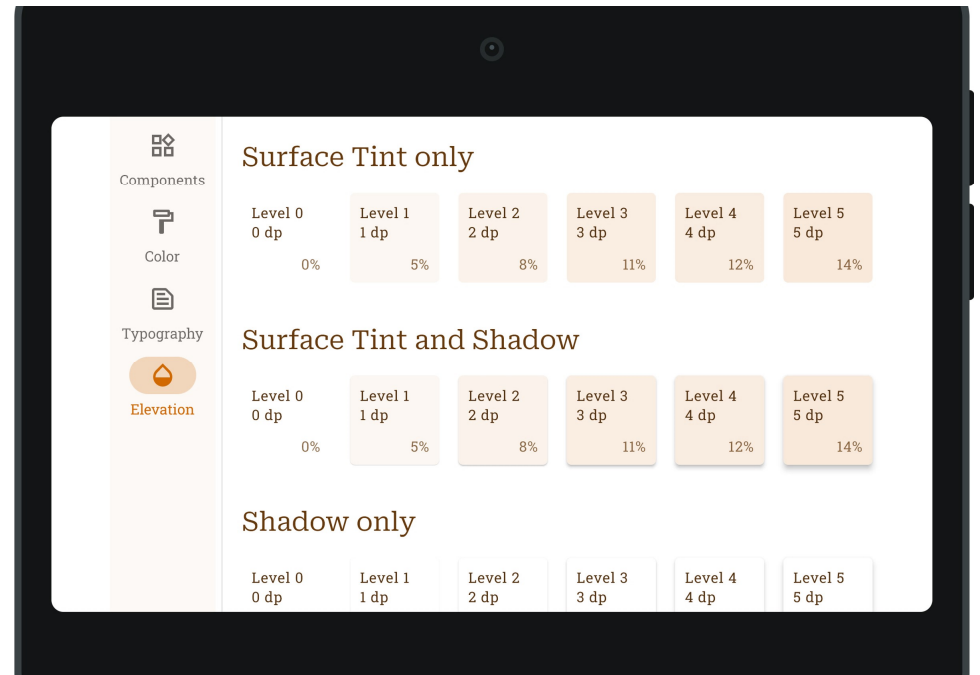 Components
Color
Typography
Elevation
Surface Tint only
Level 0
0 dp
0%
Level 1
1 dp
5%
Level 2
2 dp
8%
Level 3
3 dp
11%
Level 4
4 dp
12%
Level 5
5 dp
14%
Surface Tint and Shadow
Level 0
0 dp
0%
Level 1
1 dp
5%
Level 2
2 dp
8%
Level 3
3 dp
11%
Level 4
4 dp
12%
Level 5
5 dp
14%
Shadow only
Level 0
0 dp
Level 1
1 dp
Level 2
2 dp
Level 3
3 dp
Level 4
4 dp
Level 5
5 dp